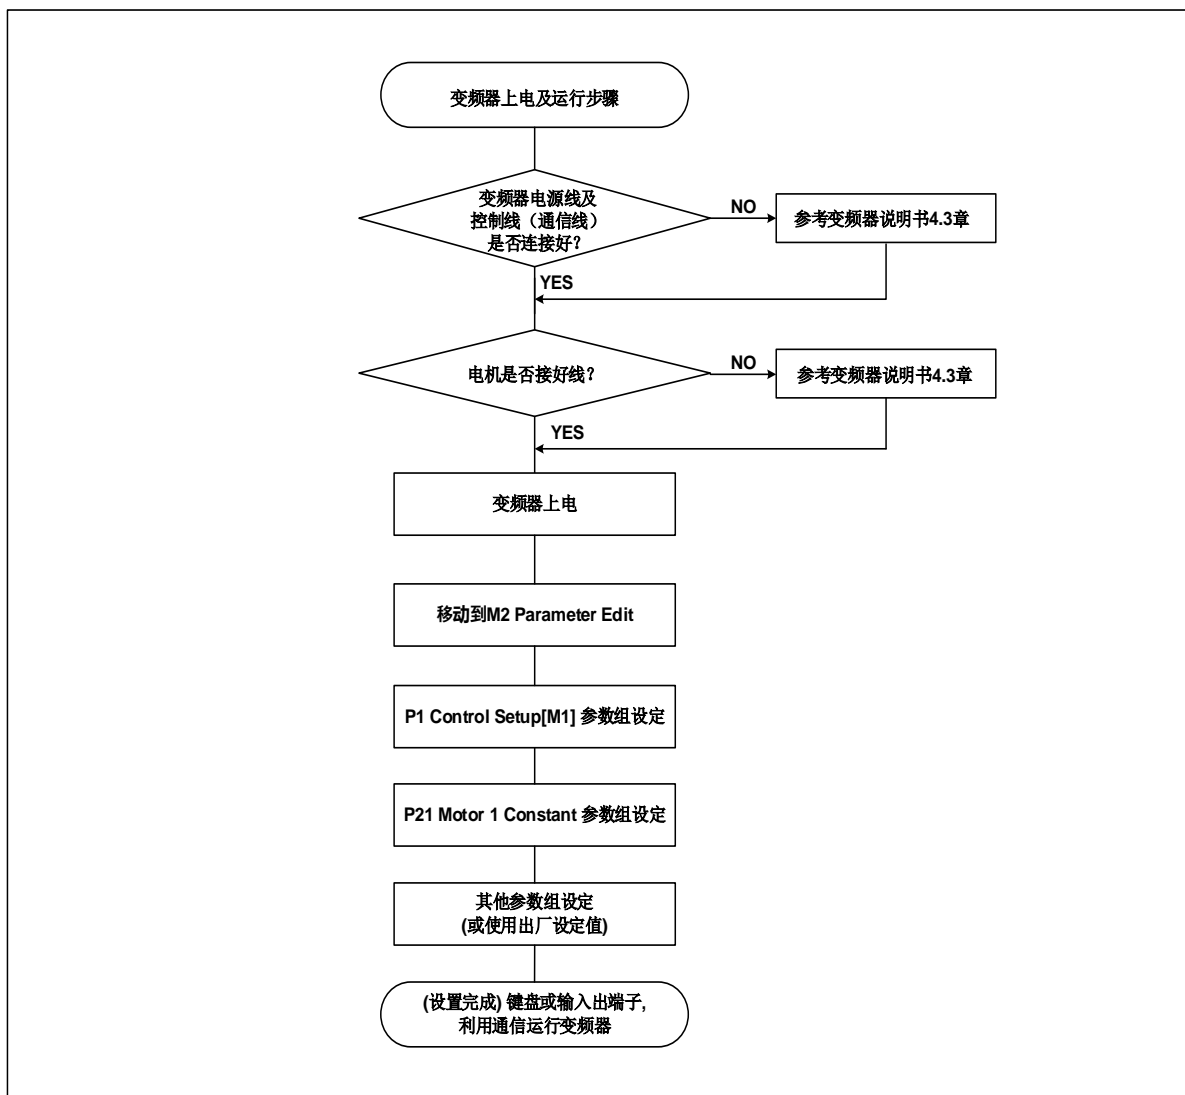 变频器上电及运行步骤
变频器电源线及
控制线（通信线）
是否连接好？
NO
参考变频器说明书4.3章
YES
电机是否接好线？
NO
参考变频器说明书4.3章
YES
变频器上电
移动到M2 Parameter Edit
P1 Control Setup[M1] 参数组设定
P21 Motor 1 Constant 参数组设定
其他参数组设定
(或使用出厂设定值)
(设置完成) 键盘或输入出端子,
利用通信运行变频器